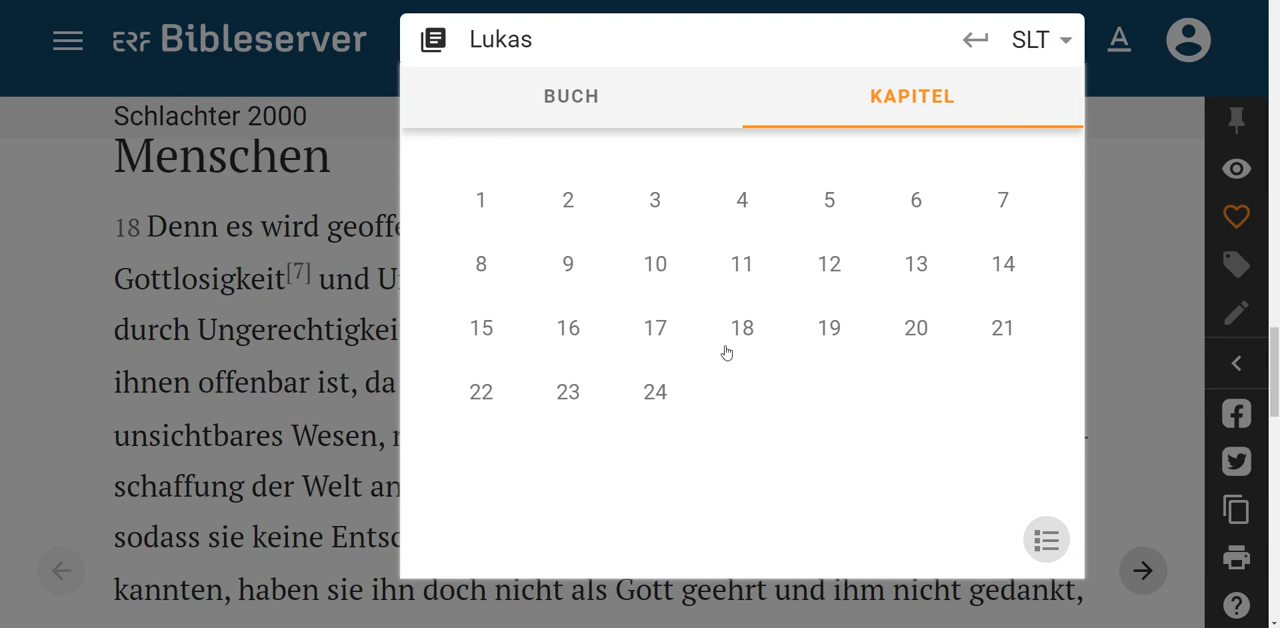 ERF Bibleserver
Lukas
SLT
BUCH
KAPITEL
Schlachter 2000
Menschen
18 Denn es wird geoffe
Gottlosigkeit[7] und U
durch Ungerechtigkei
ihnen offenbar ist, da
unsichtbares Wesen,
schaffung der Welt an
sodass sie keine Entsc
kannten, haben sie ihn doch nicht als Gott geehrt und ihm nicht gedankt,
1 2 3 4 5 6 7
8 9 10 11 12 13 14
15 16 17 18 19 20 21
22 23 24
A